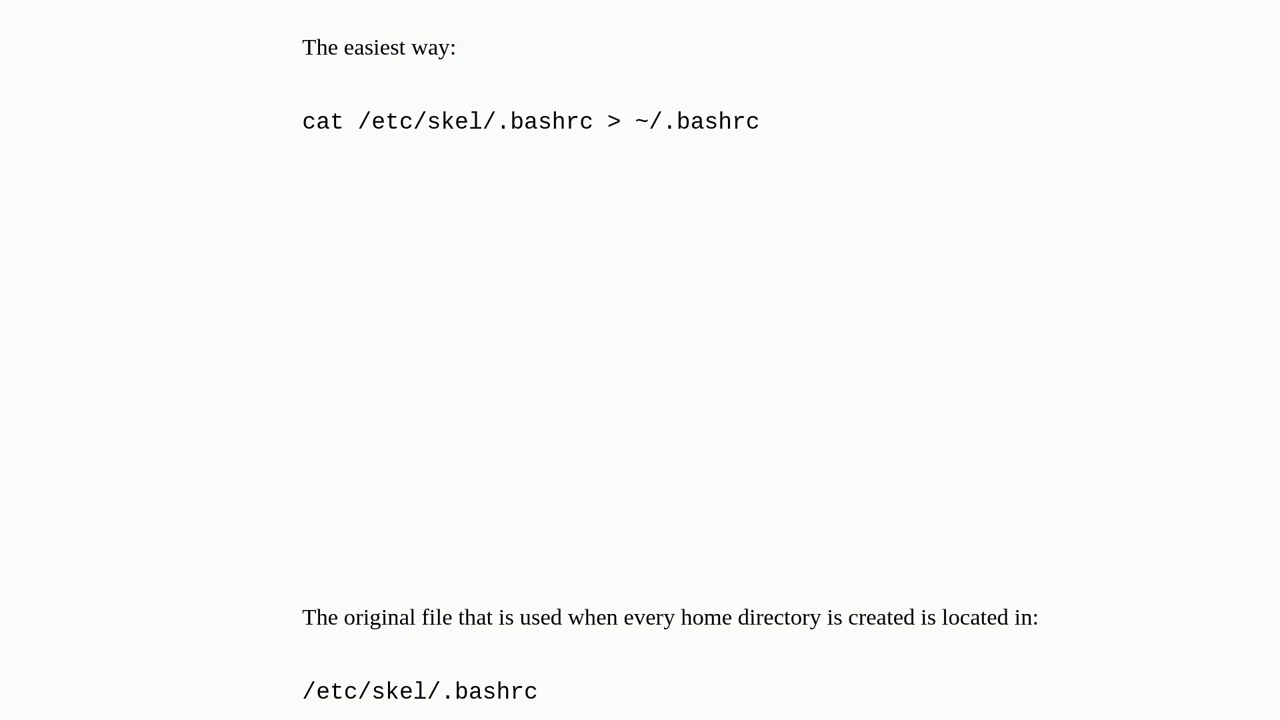 The easiest way:
cat /etc/skel/.bashrc > ~/.bashrc
The original file that is used when every home directory is created is located in:
/etc/skel/.bashrc